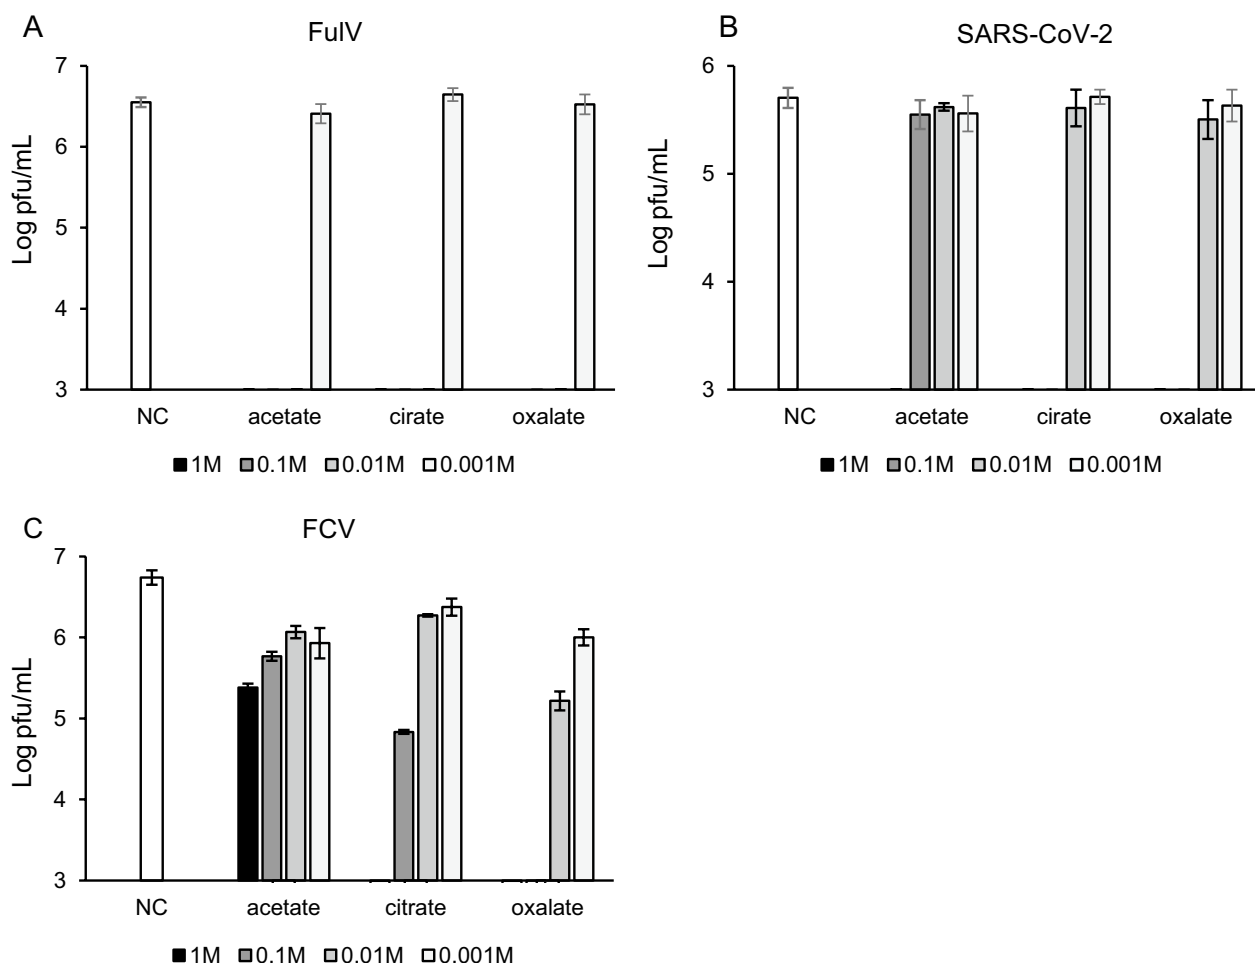 A
FulV
7
6
5
4
3
Log pfu/mL
NC acetate cirate oxalate
1M 0.1M 0.01M 0.001M
B
SARS-CoV-2
6
5
4
3
Log pfu/mL
NC acetate cirate oxalate
1M 0.1M 0.01M 0.001M
C
FCV
7
6
5
4
3
Log pfu/mL
NC acetate citrate oxalate
1M 0.1M 0.01M 0.001M